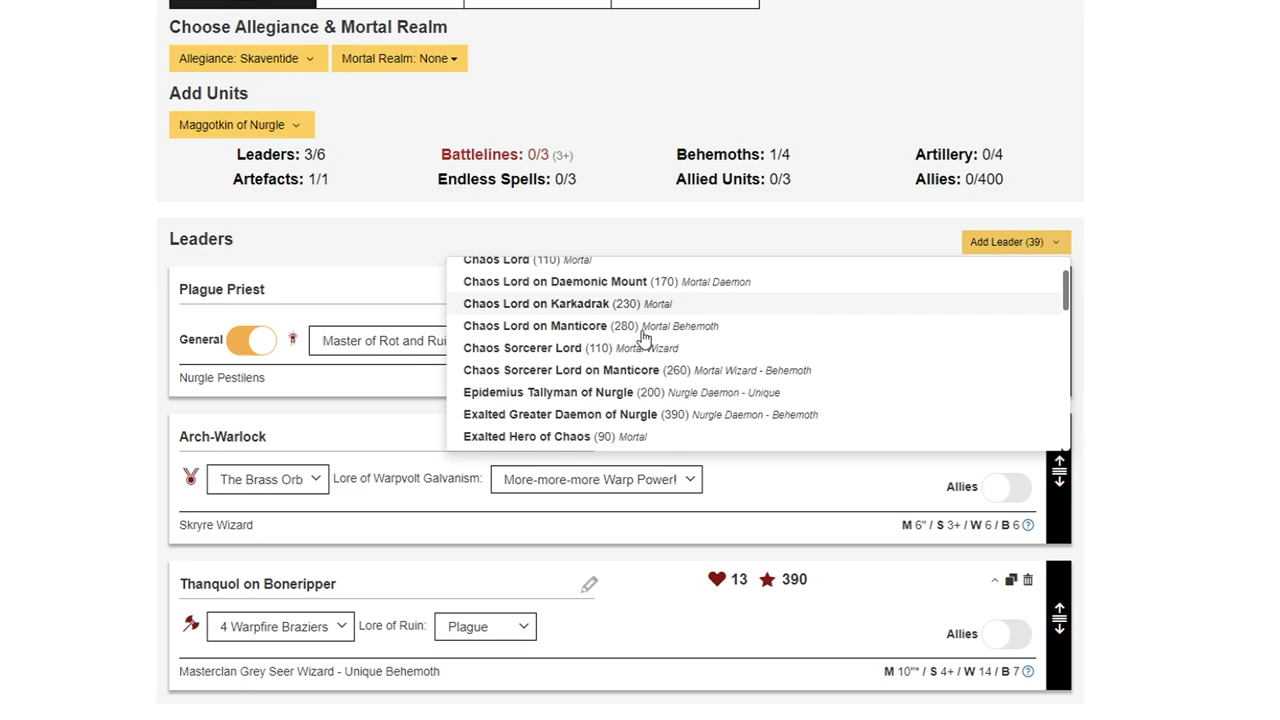 Choose Allegiance & Mortal Realm
Allegiance: Skaventide Mortal Realm: None
Add Units
Maggotkin of Nurgle
Leaders: 3/6 Battlelines: 0/3 (3+) Behemoths: 1/4 Artillery: 0/4
Artefacts: 1/1 Endless Spells: 0/3 Allied Units: 0/3 Allies: 0/400
Leaders Add Leader (39)
Chaos Lord (110) Mortal
Chaos Lord on Daemonic Mount (170) Mortal Daemon
Chaos Lord on Karkadrak (230) Mortal
Chaos Lord on Manticore (280) Mortal Behemoth
Chaos Sorcerer Lord (110) Mortal Wizard
Chaos Sorcerer Lord on Manticore (260) Mortal Wizard - Behemoth
Epidemius Tallyman of Nurgle (200) Nurgle Daemon - Unique
Exalted Greater Daemon of Nurgle (390) Nurgle Daemon - Behemoth
Exalted Hero of Chaos (90) Mortal
Plague Priest
General Master of Rot and Rui
Nurgle Pestilens
Arch-Warlock
The Brass Orb Lore of Warpvolt Galvanism: More-more-more Warp Power! Allies
Skryre Wizard M 6" / S 3+ / W 6 / B 6 ?
Thanquol on Boneripper 13 390
4 Warpfire Braziers Lore of Ruin: Plague Allies
Masterclan Grey Seer Wizard - Unique Behemoth M 10"* / S 4+ / W 14 / B 7 ?